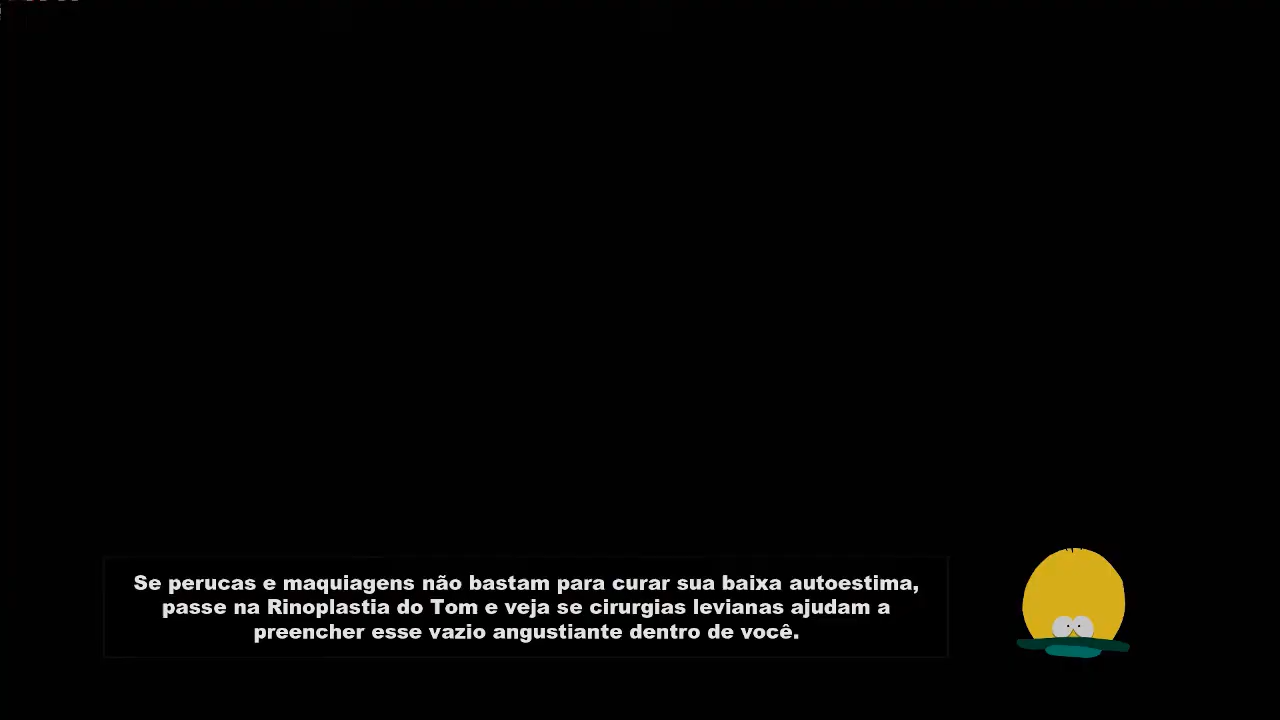 Se perucas e maquiagens não bastam para curar sua baixa autoestima,
passe na Rinoplastia do Tom e veja se cirurgias levianas ajudam a
preencher esse vazio angustiante dentro de você.